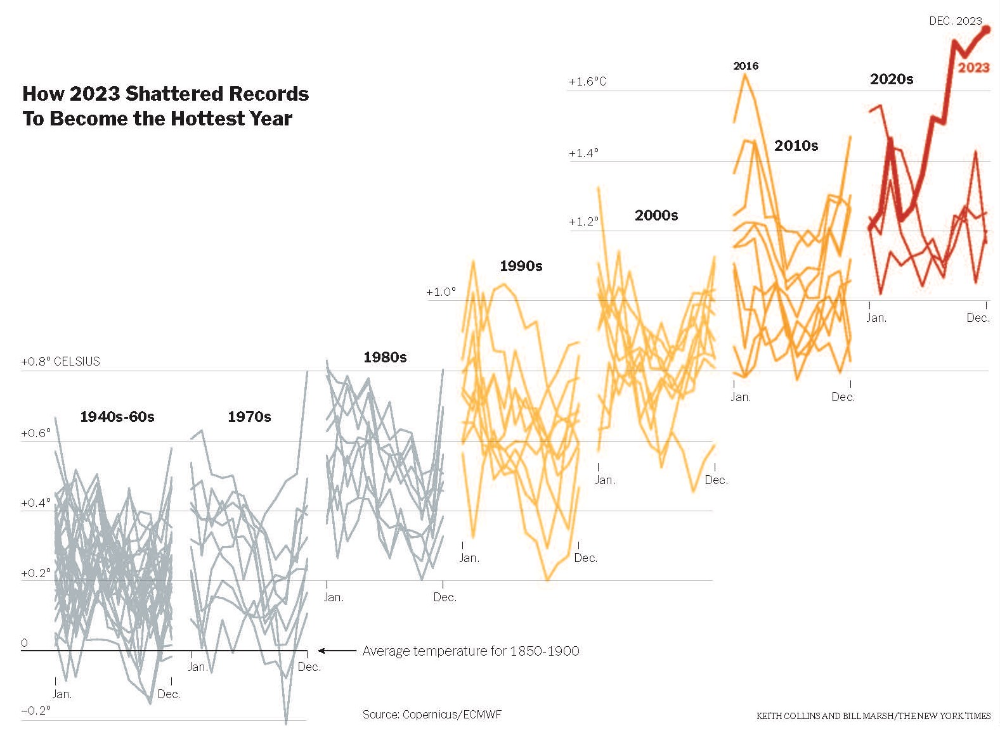 DEC. 2023
2023
2016
2020s
How 2023 Shattered Records
To Become the Hottest Year
+1.6°C
2010s
+1.4°
2000s
+1.2°
1990s
+1.0°
Jan.
Dec.
1980s
+0.8° CELSIUS
Jan.
Dec.
1940s-60s
1970s
+0.6°
Jan.
Dec.
+0.4°
Jan.
Dec.
+0.2°
Jan.
Dec.
0
Average temperature for 1850-1900
Jan.
Dec.
Jan.
Dec.
−0.2°
Source: Copernicus/ECMWF
KEITH COLLINS AND BILL MARSH/THE NEW YORK TIMES